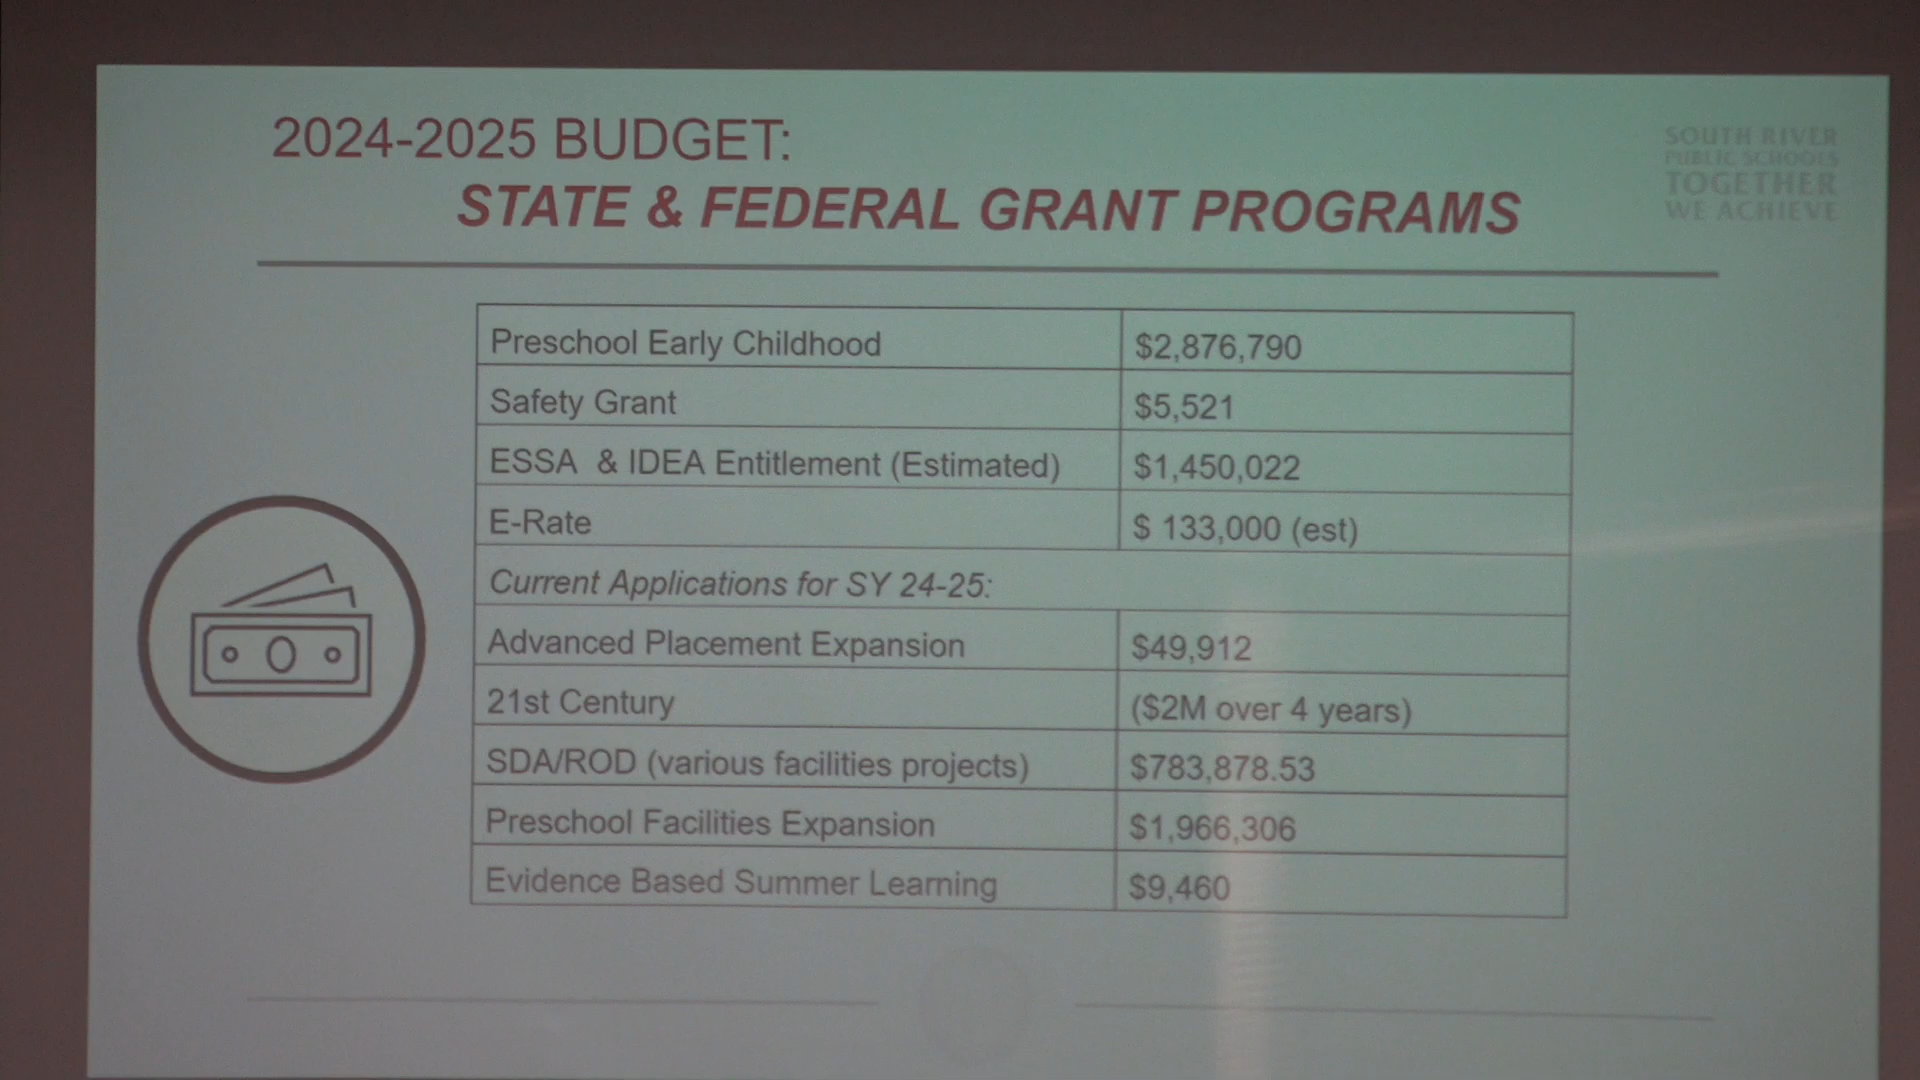 2024-2025 BUDGET:
STATE & FEDERAL GRANT PROGRAMS
SOUTH RIVER
PUBLIC SCHOOLS
TOGETHER
WE ACHIEVE
Preschool Early Childhood $2,876,790
Safety Grant $5,521
ESSA & IDEA Entitlement (Estimated) $1,450,022
E-Rate $ 133,000 (est)
Current Applications for SY 24-25:
Advanced Placement Expansion $49,912
21st Century ($2M over 4 years)
SDA/ROD (various facilities projects) $783,878.53
Preschool Facilities Expansion $1,966,306
Evidence Based Summer Learning $9,460